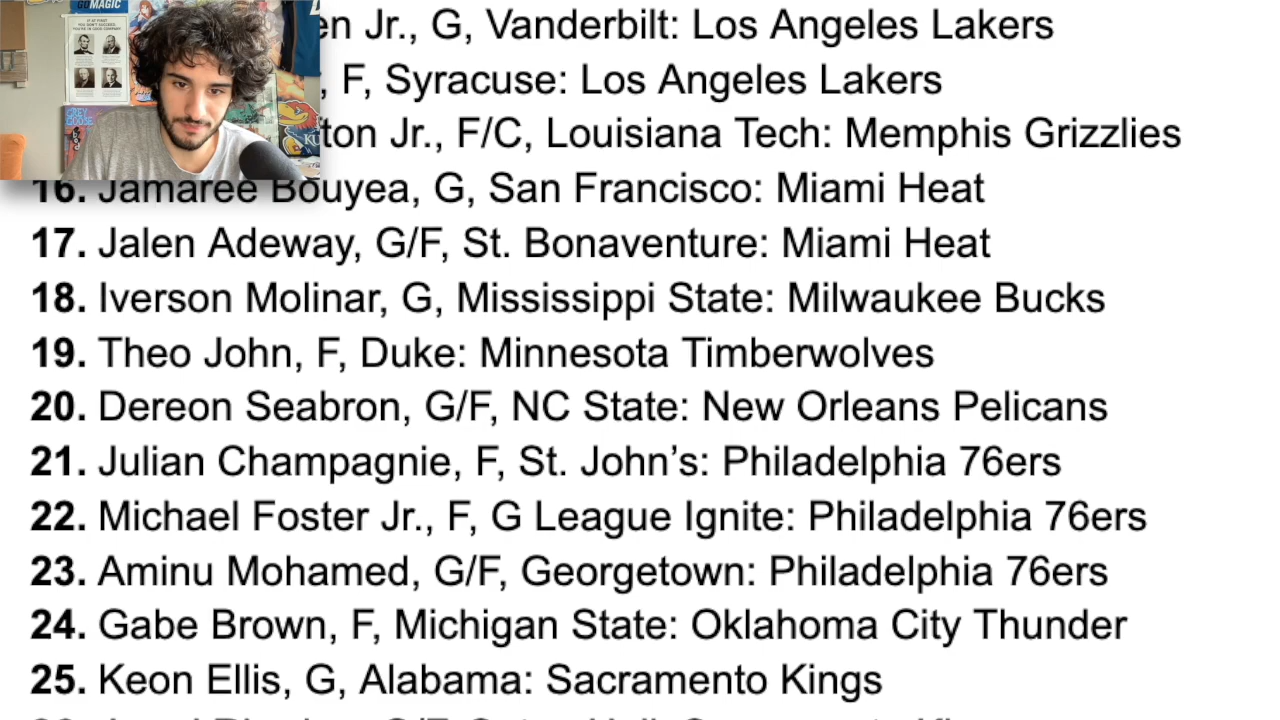 GO MAGIC
en Jr., G, Vanderbilt: Los Angeles Lakers
, F, Syracuse: Los Angeles Lakers
ton Jr., F/C, Louisiana Tech: Memphis Grizzlies
16. Jamaree Bouyea, G, San Francisco: Miami Heat
17. Jalen Adeway, G/F, St. Bonaventure: Miami Heat
18. Iverson Molinar, G, Mississippi State: Milwaukee Bucks
19. Theo John, F, Duke: Minnesota Timberwolves
20. Dereon Seabron, G/F, NC State: New Orleans Pelicans
21. Julian Champagnie, F, St. John’s: Philadelphia 76ers
22. Michael Foster Jr., F, G League Ignite: Philadelphia 76ers
23. Aminu Mohamed, G/F, Georgetown: Philadelphia 76ers
24. Gabe Brown, F, Michigan State: Oklahoma City Thunder
25. Keon Ellis, G, Alabama: Sacramento Kings